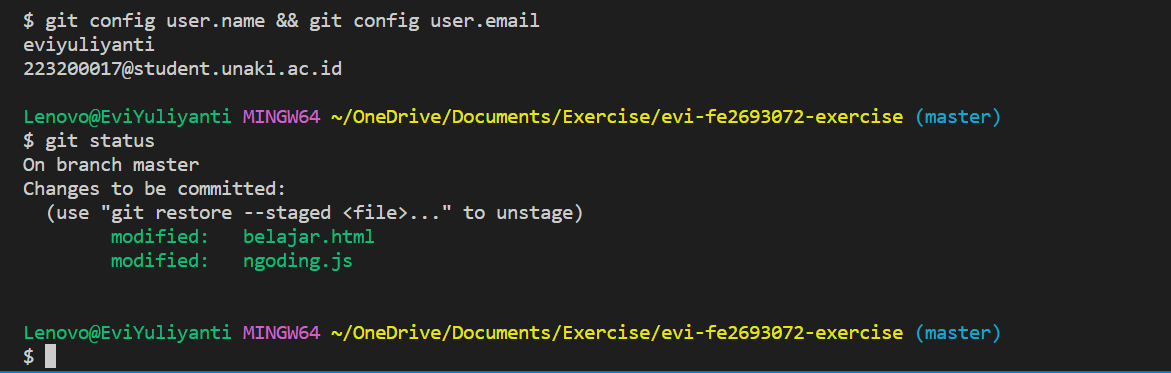 $ git config user.name && git config user.email
eviyuliyanti
223200017@student.unaki.ac.id
Lenovo@EviYuliyanti MINGW64 ~/OneDrive/Documents/Exercise/evi-fe2693072-exercise (master)
$ git status
On branch master
Changes to be committed:
  (use "git restore --staged <file>..." to unstage)
        modified:   belajar.html
        modified:   ngoding.js
Lenovo@EviYuliyanti MINGW64 ~/OneDrive/Documents/Exercise/evi-fe2693072-exercise (master)
$